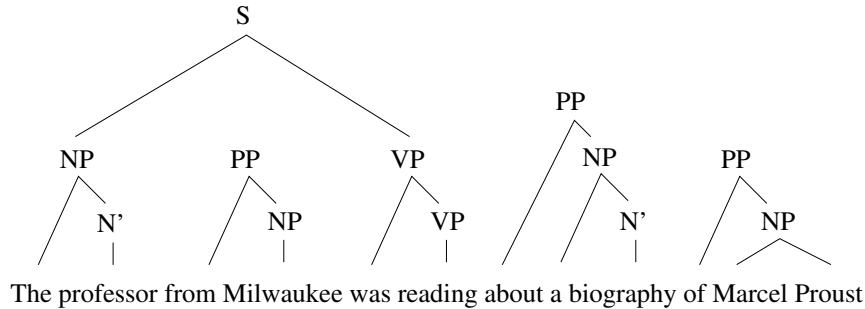 S
PP
NP PP VP NP PP
N' NP VP N' NP
The professor from Milwaukee was reading about a biography of Marcel Proust